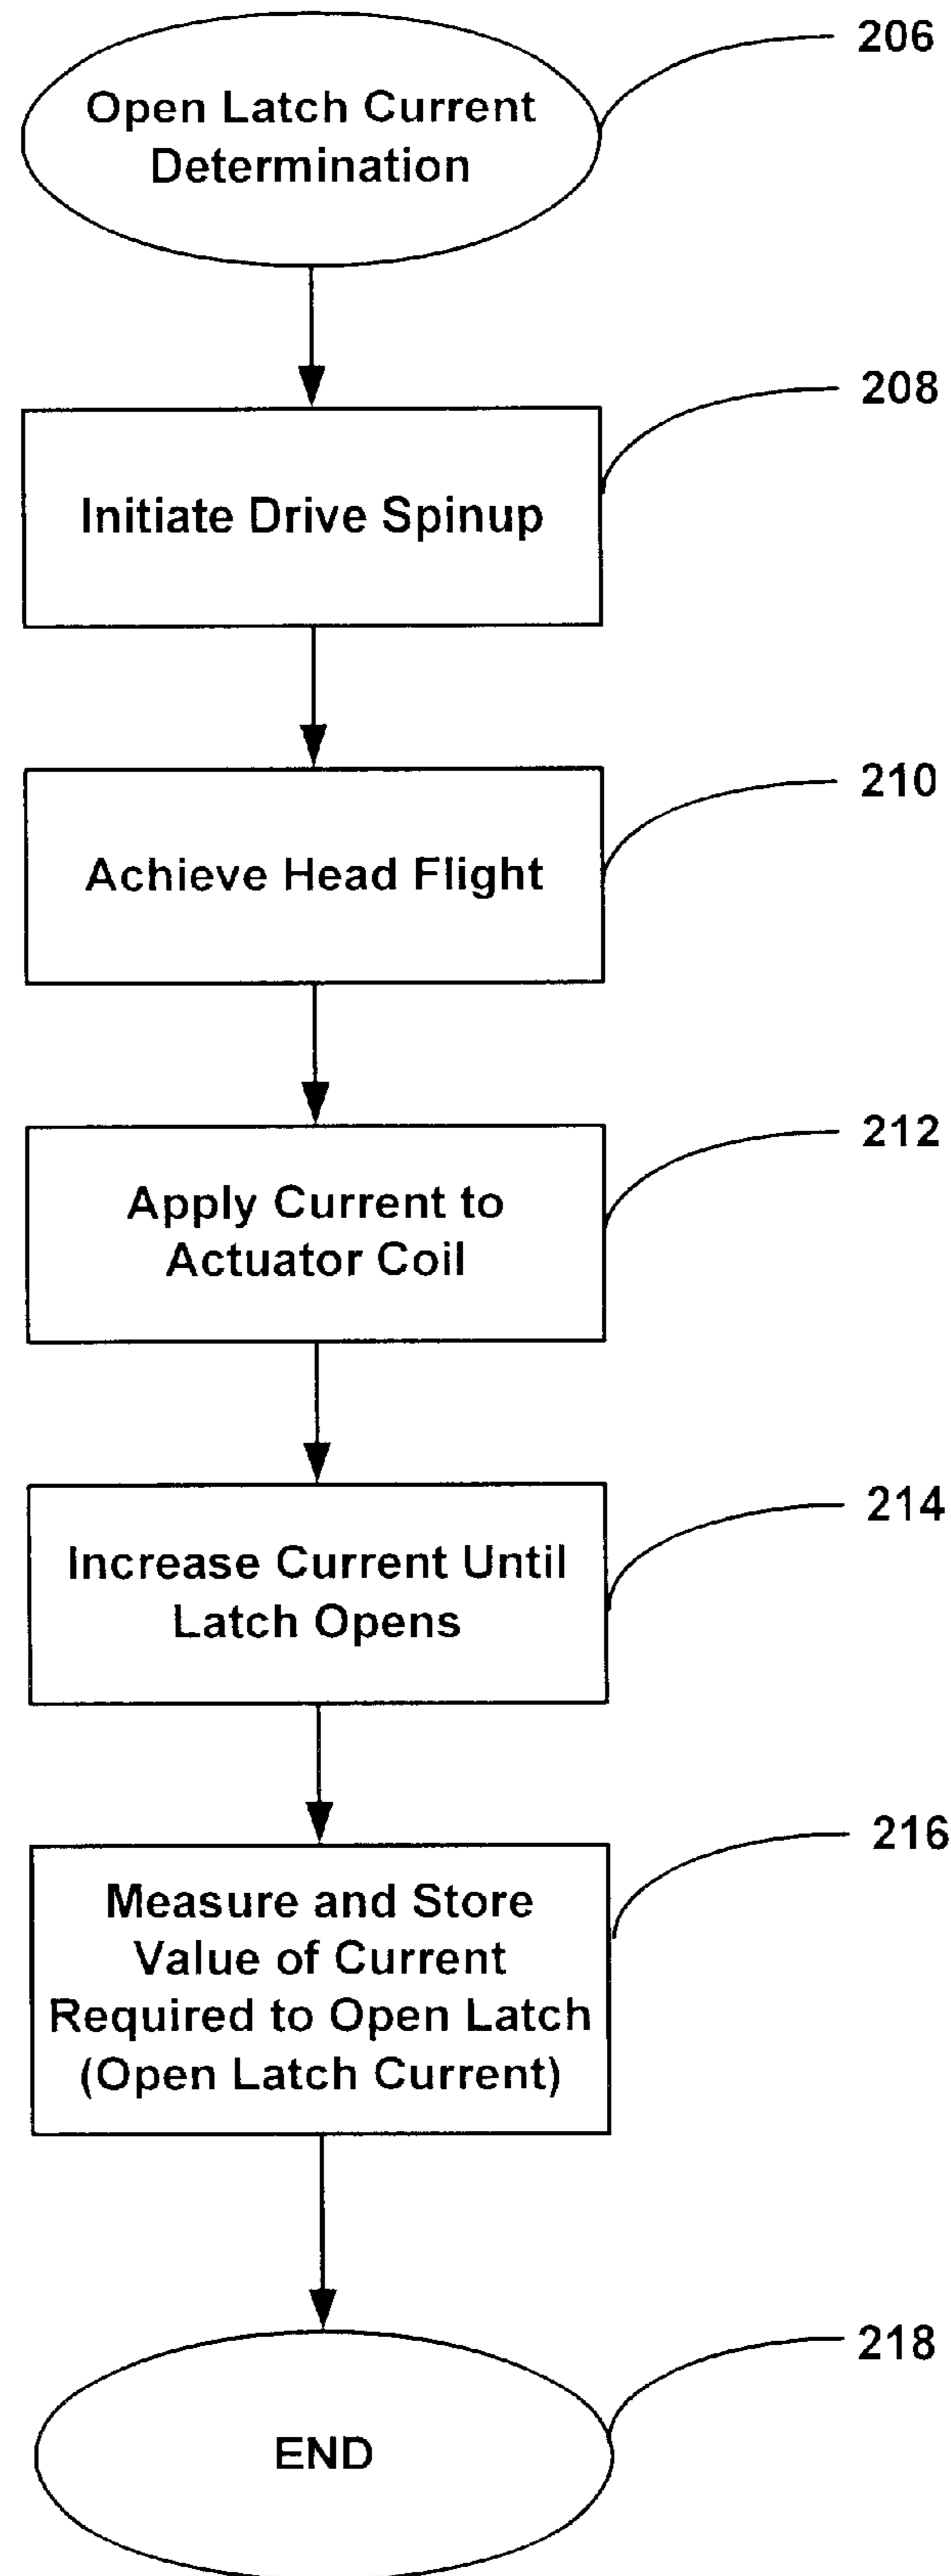 206
Open Latch Current
Determination
208
Initiate Drive Spinup
210
Achieve Head Flight
212
Apply Current to
Actuator Coil
214
Increase Current Until
Latch Opens
216
Measure and Store
Value of Current
Required to Open Latch
(Open Latch Current)
218
END